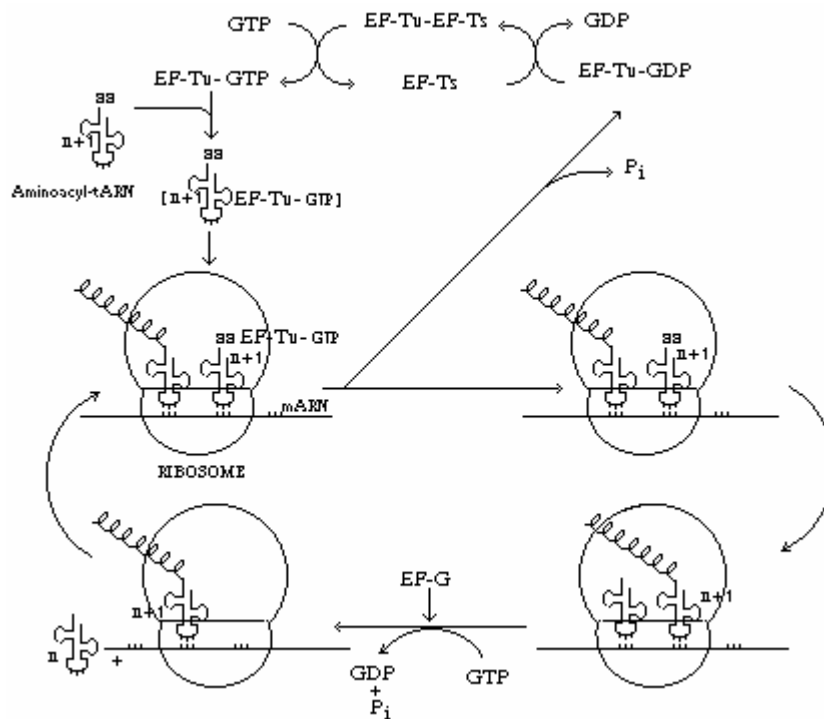 GTP
EF-Tu-EF-Ts
GDP
EF-Tu-GTP
EF-Ts
EF-Tu-GDP
aa
n+1
Aminoacyl-tARN
aa
[n+1 EF-Tu-GTP]
Pi
aa EF-Tu-GTP
n+1
mARN
RIBOSOME
aa
n+1
n+1
n
+
EF-G
GDP
+
Pi
GTP
n+1